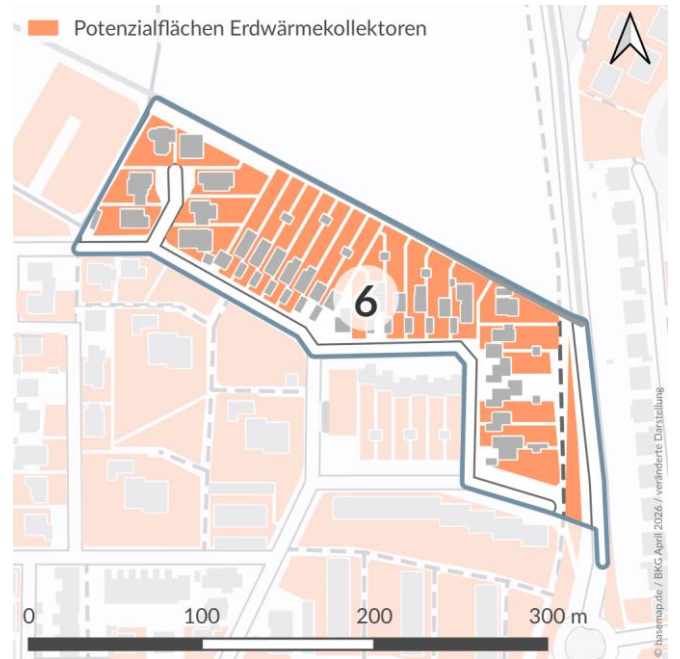 Potenzialflächen Erdwärmekollektoren
6
0 100 200 300 m
© basemap.de / BKG April 2026 / veränderte Darstellung